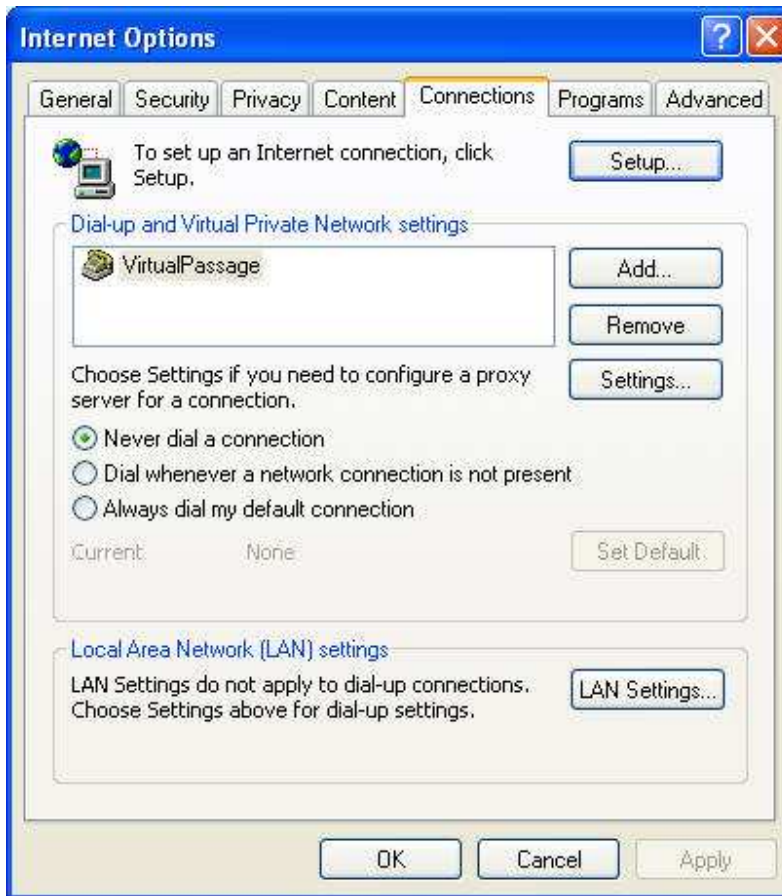 Internet Options
General Security Privacy Content Connections Programs Advanced
To set up an Internet connection, click
Setup.
Setup...
Dial-up and Virtual Private Network settings
VirtualPassage
Add...
Remove
Choose Settings if you need to configure a proxy
server for a connection.
Settings...
Never dial a connection
Dial whenever a network connection is not present
Always dial my default connection
Current None Set Default
Local Area Network (LAN) settings
LAN Settings do not apply to dial-up connections.
Choose Settings above for dial-up settings.
LAN Settings...
OK Cancel Apply